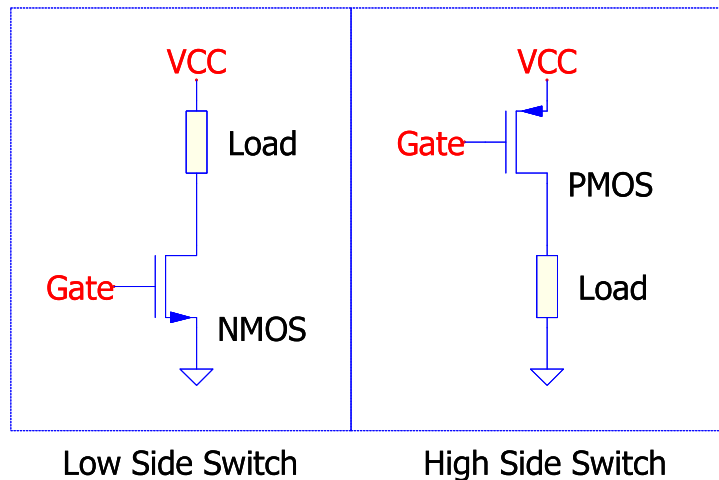 VCC
Load
Gate
NMOS
Low Side Switch
VCC
Gate
PMOS
Load
High Side Switch